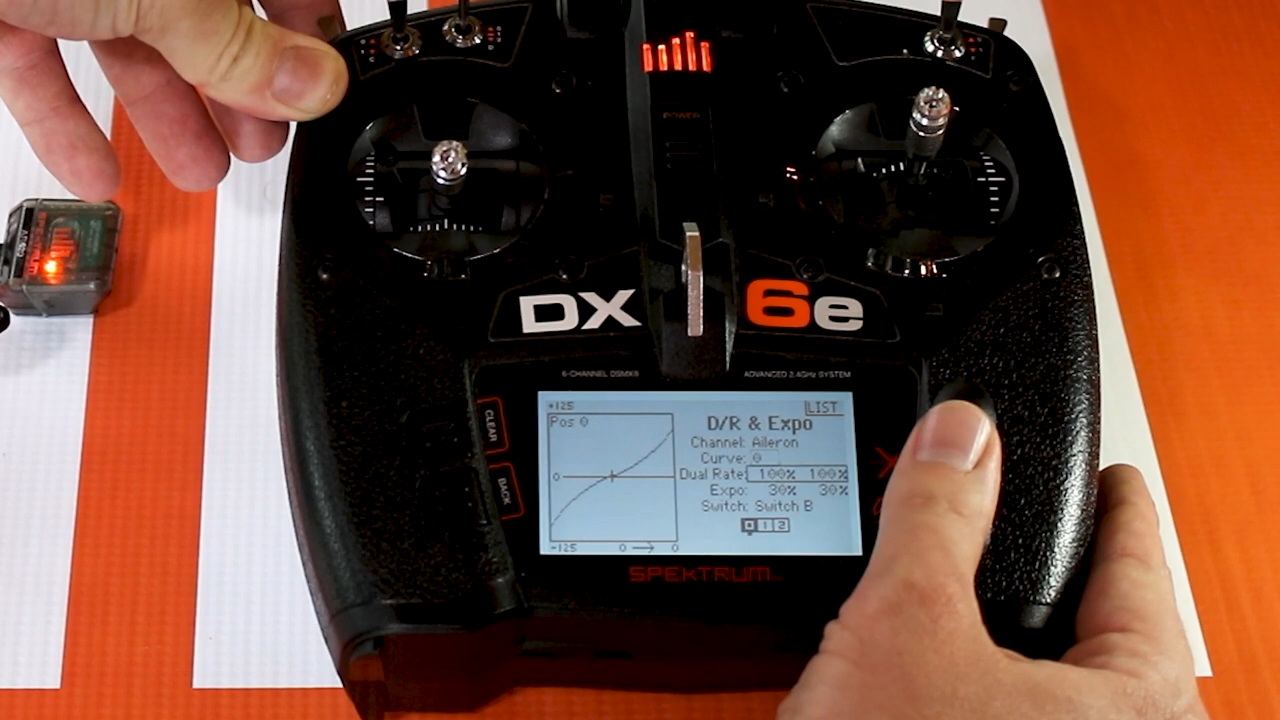 POWER
DX 6e
6-CHANNEL DSMX®
ADVANCED 2.4GHz SYSTEM
CLEAR
BACK
+125
Pos 0
0
-125
0 → 0
LIST
D/R & Expo
Channel: Aileron
Curve: 0
Dual Rate: 100% 100%
Expo: 30% 30%
Switch: Switch B
0 1 2
SPEKTRUM